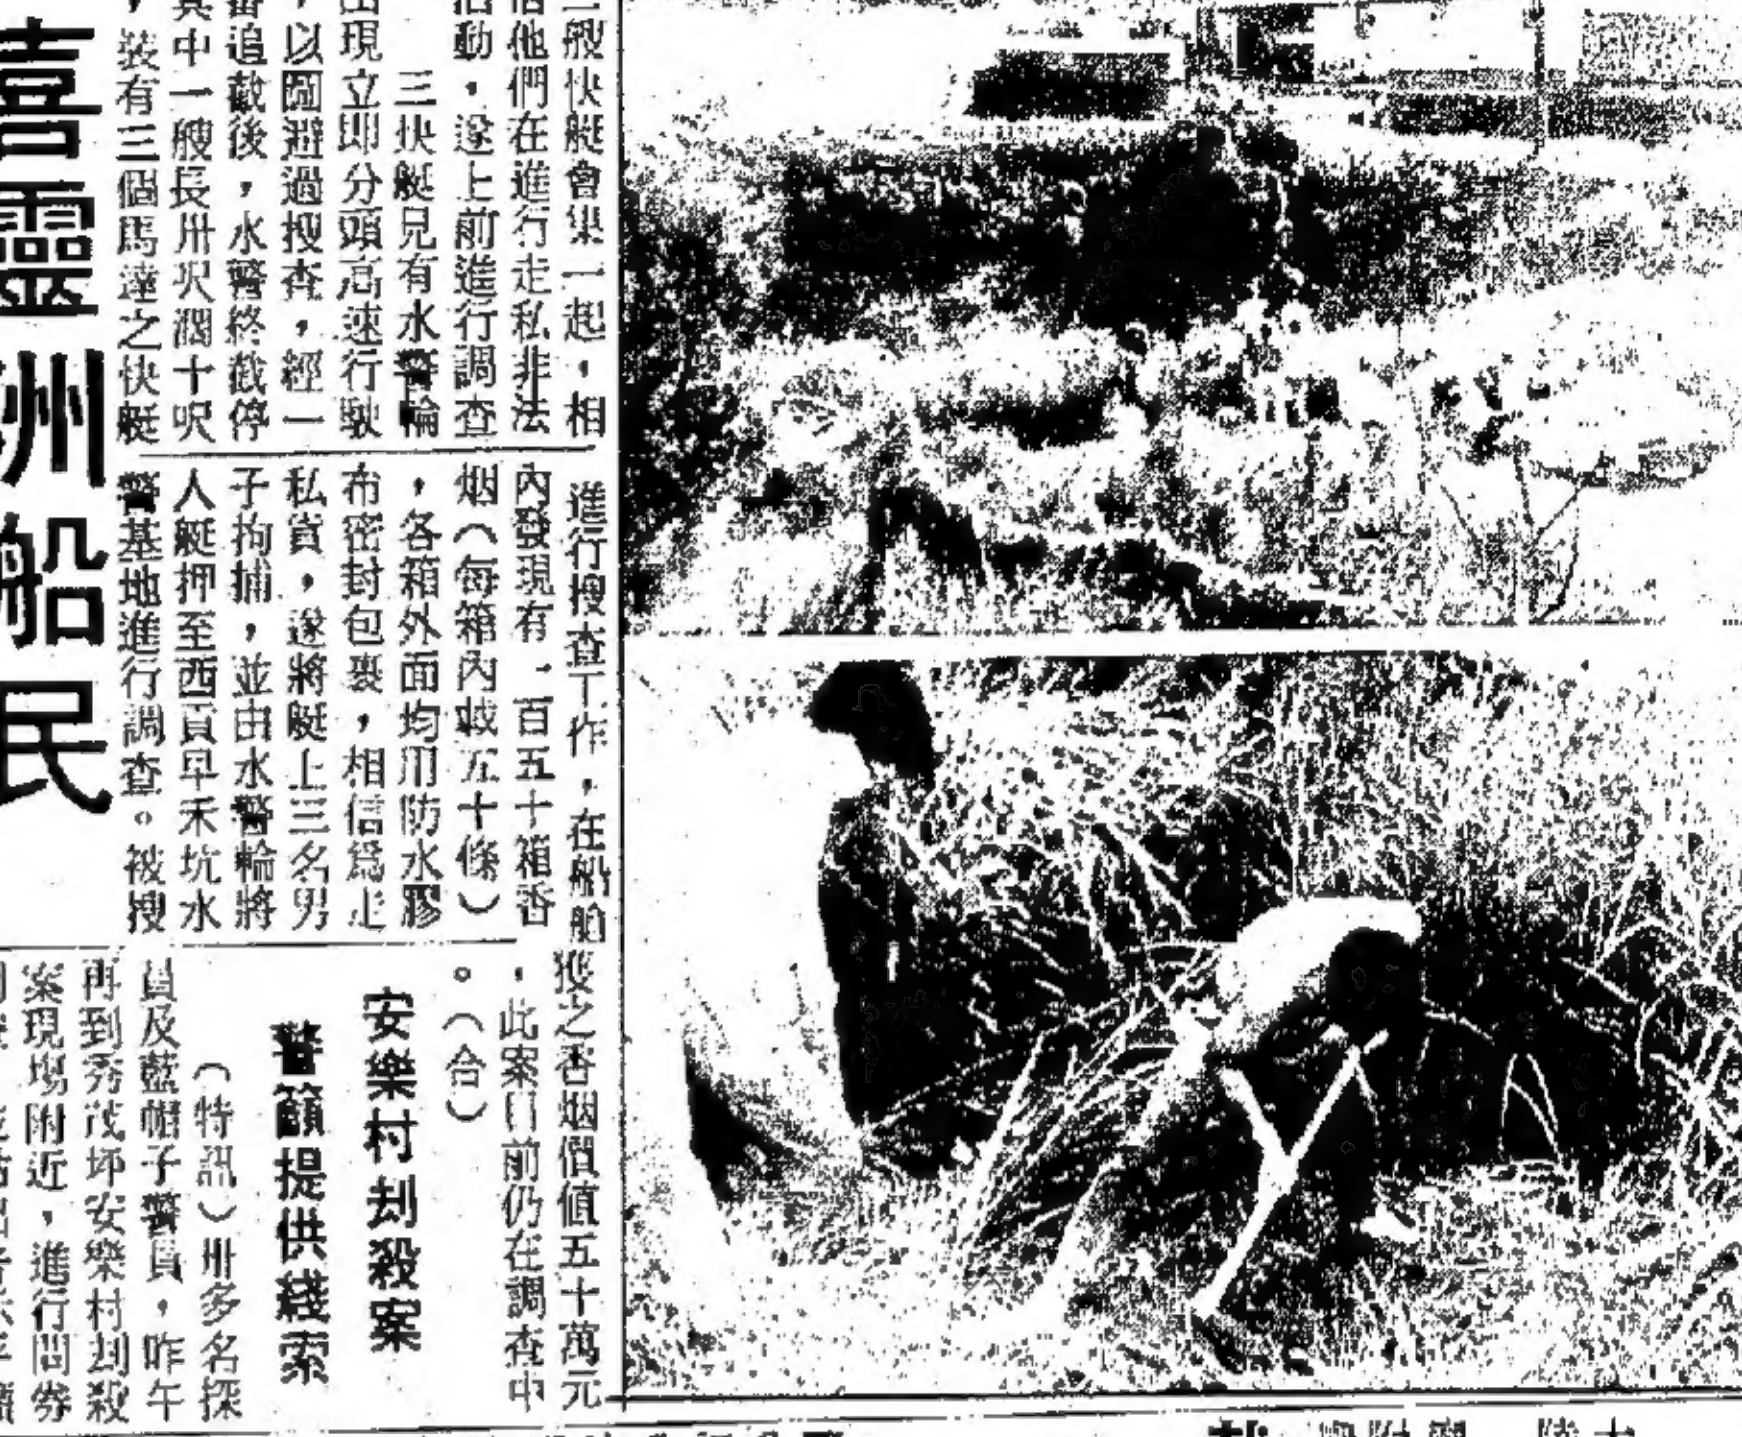 三艘快艇會集一起，相
信他們在進行走私非法
活動，遂上前進行調查
三快艇見有水警輪
出現立即分頭高速行駛
，以圖避過搜查，經一
番追截後，水警終截停
其中一艘長卅呎濶十呎
，裝有三個馬達之快艇
進行搜查工作，在船舶
內發現有一百五十箱香
烟（每箱內載五十條）
，各箱外面均用防水膠
布密封包裹，相信爲走
私貨，遂將艇上三名男
子拘捕，並由水警輪將
人艇押至西貢早禾坑水
警基地進行調查。被搜
獲之香烟價值五十萬元
，此案目前仍在調查中
。（合）
喜靈洲船民
安樂村刦殺案
警籲提供綫索
（特訊）卅多名探
員及藍帽子警員，昨午
再到秀茂坪安樂村刦殺
案現場附近，進行問券